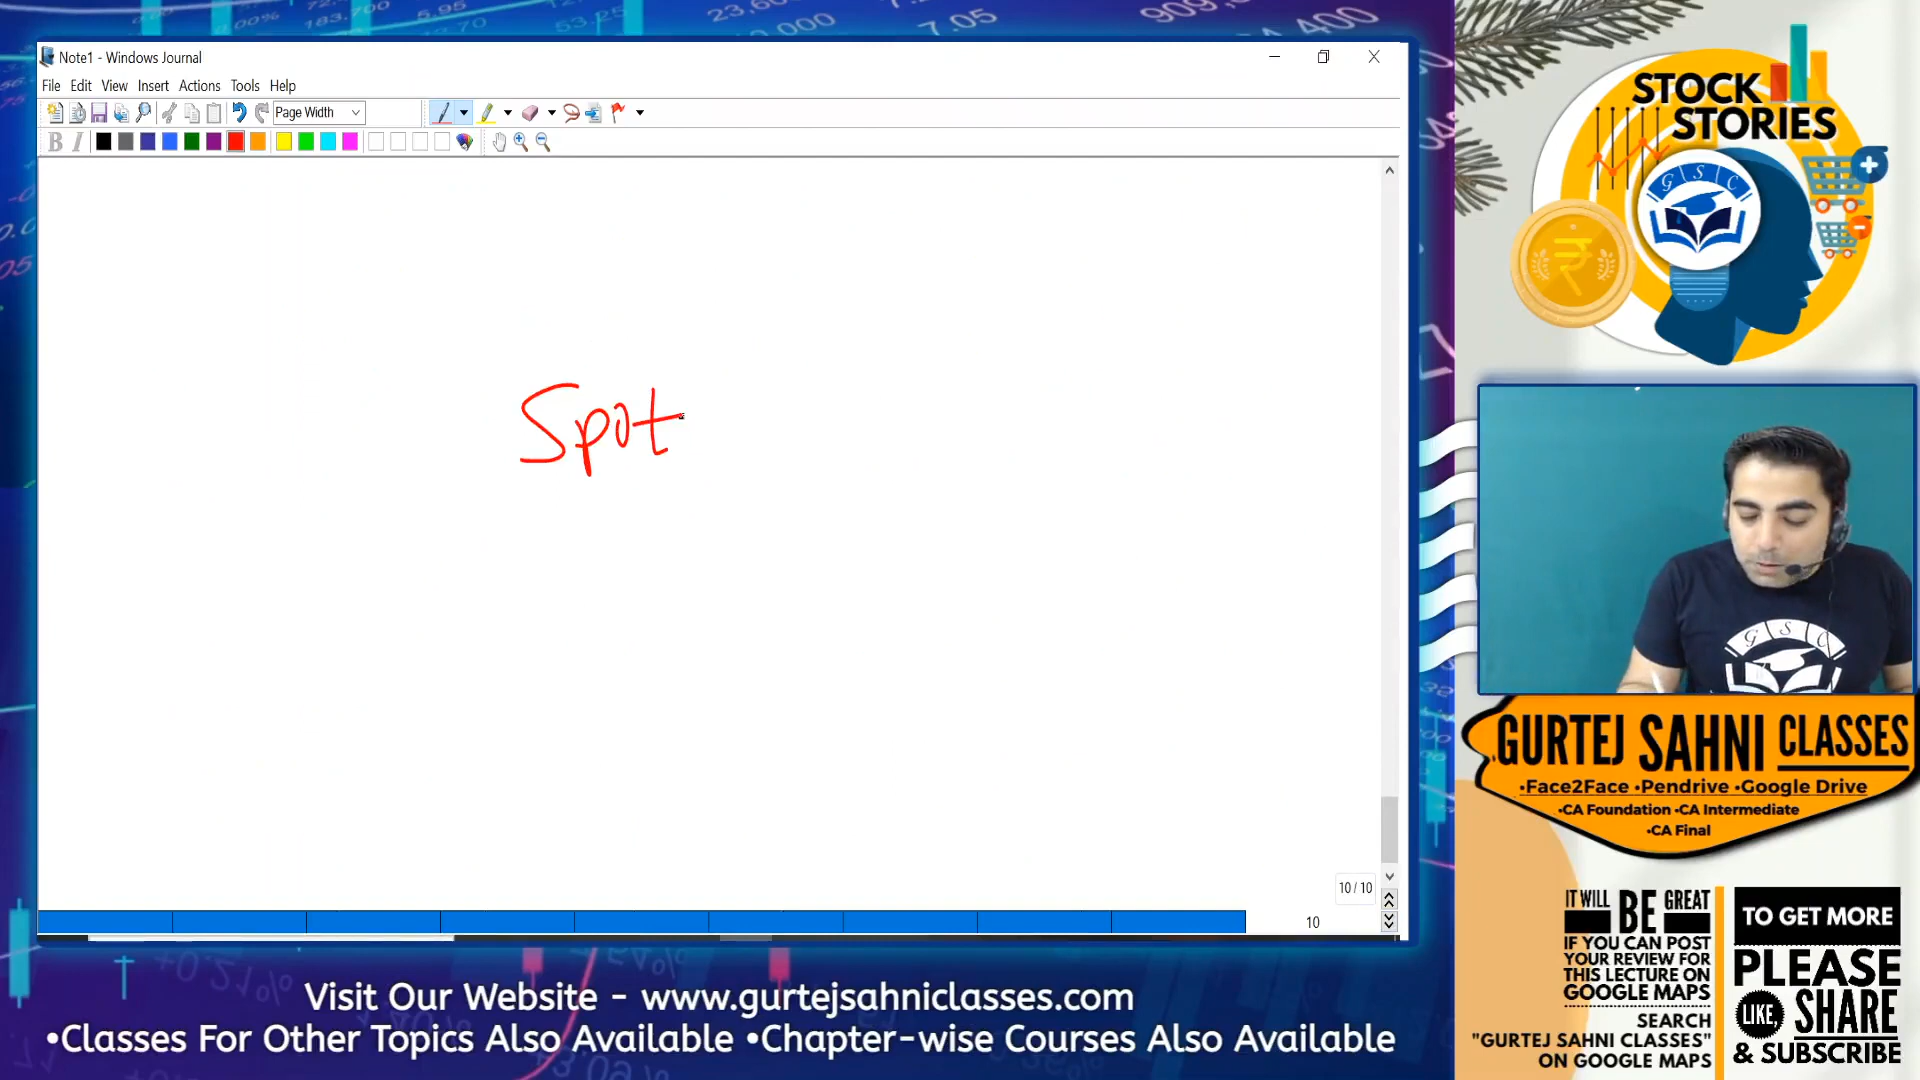 Note1 - Windows Journal
File Edit View Insert Actions Tools Help
Page Width
B I
Spot
10 / 10
10
STOCK
STORIES
G S C
G S C
GURTEJ SAHNI CLASSES
•Face2Face •Pendrive •Google Drive
•CA Foundation •CA Intermediate
•CA Final
IT WILL BE GREAT
IF YOU CAN POST
YOUR REVIEW FOR
THIS LECTURE ON
GOOGLE MAPS
SEARCH
"GURTEJ SAHNI CLASSES"
ON GOOGLE MAPS
TO GET MORE
PLEASE
LIKE, SHARE
& SUBSCRIBE
Visit Our Website - www.gurtejsahniclasses.com
•Classes For Other Topics Also Available •Chapter-wise Courses Also Available